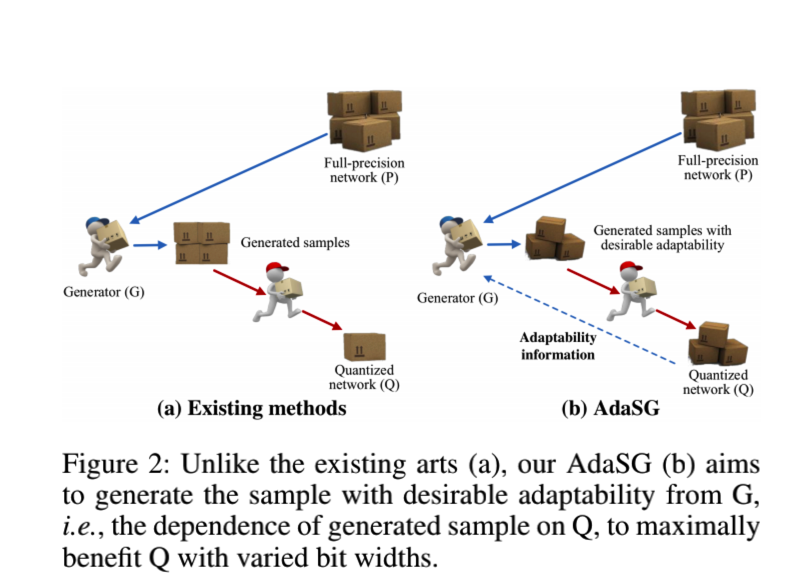 Full-precision
network (P)
Generated samples
Generator (G)
Quantized
network (Q)
(a) Existing methods
Full-precision
network (P)
Generated samples with
desirable adaptability
Generator (G)
Adaptability
information
Quantized
network (Q)
(b) AdaSG
Figure 2: Unlike the existing arts (a), our AdaSG (b) aims
to generate the sample with desirable adaptability from G,
i.e., the dependence of generated sample on Q, to maximally
benefit Q with varied bit widths.